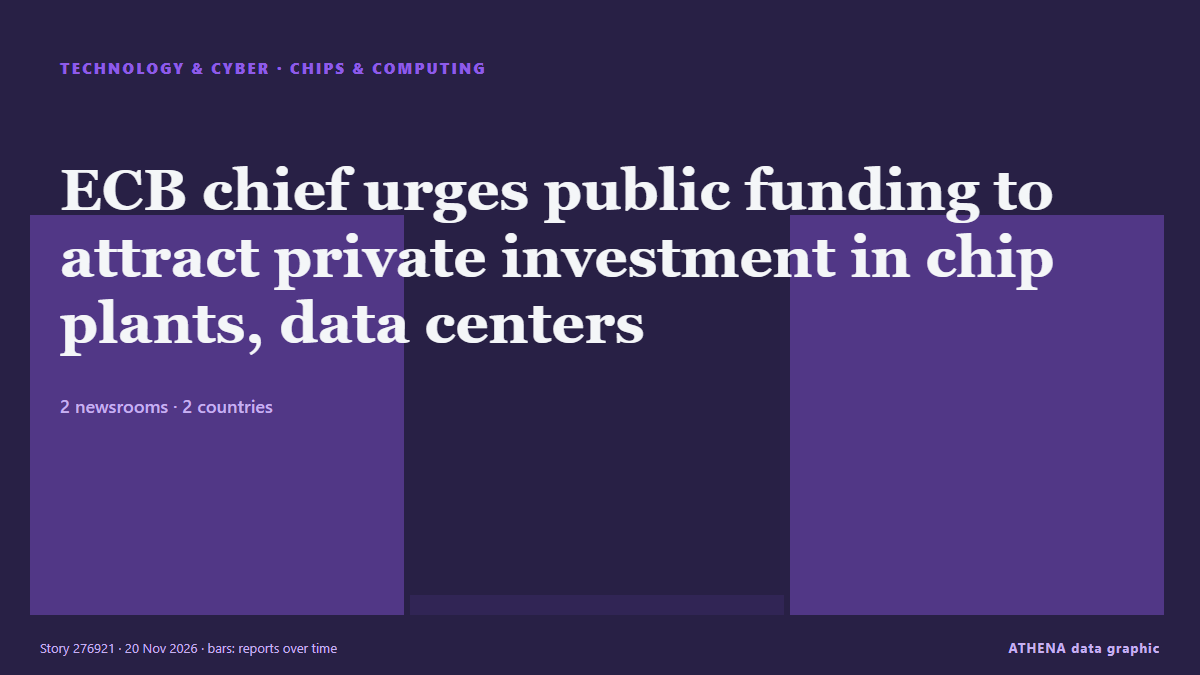 TECHNOLOGY & CYBER · CHIPS & COMPUTING
ECB chief urges public funding to
attract private investment in chip
plants, data centers
2 newsrooms · 2 countries
Story 276921 · 20 Nov 2026 · bars: reports over time
ATHENA data graphic